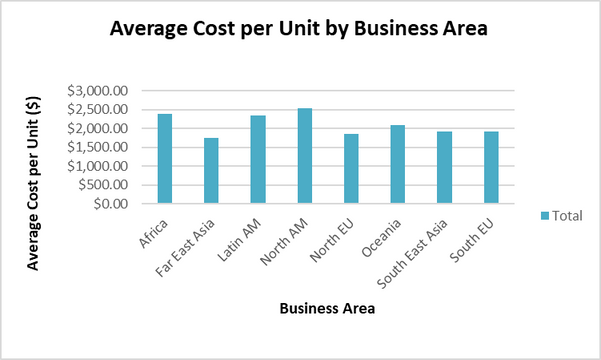 Average Cost per Unit by Business Area
Average Cost per Unit ($)
$3,000.00
$2,500.00
$2,000.00
$1,500.00
$1,000.00
$500.00
$0.00
Africa
Far East Asia
Latin AM
North AM
North EU
Oceania
South East Asia
South EU
Total
Business Area